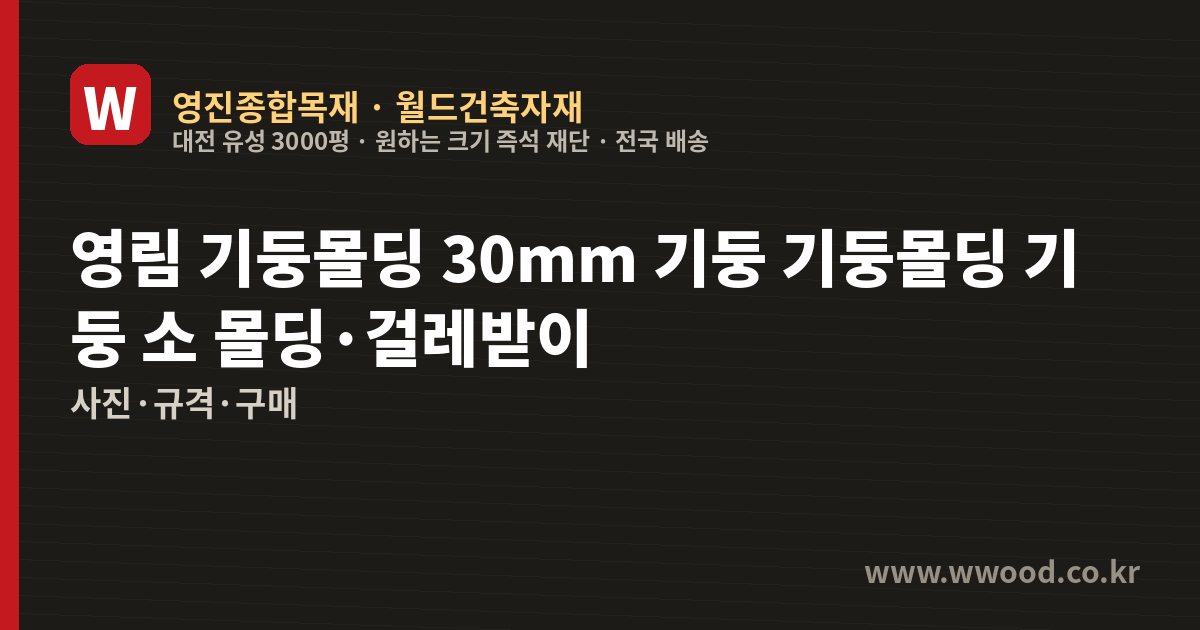 W
영진종합목재 · 월드건축자재
대전 유성 3000평 · 원하는 크기 즉석 재단 · 전국 배송
영림 기둥몰딩 30mm 기둥 기둥몰딩 기
둥 소 몰딩·걸레받이
사진·규격·구매
www.wwood.co.kr